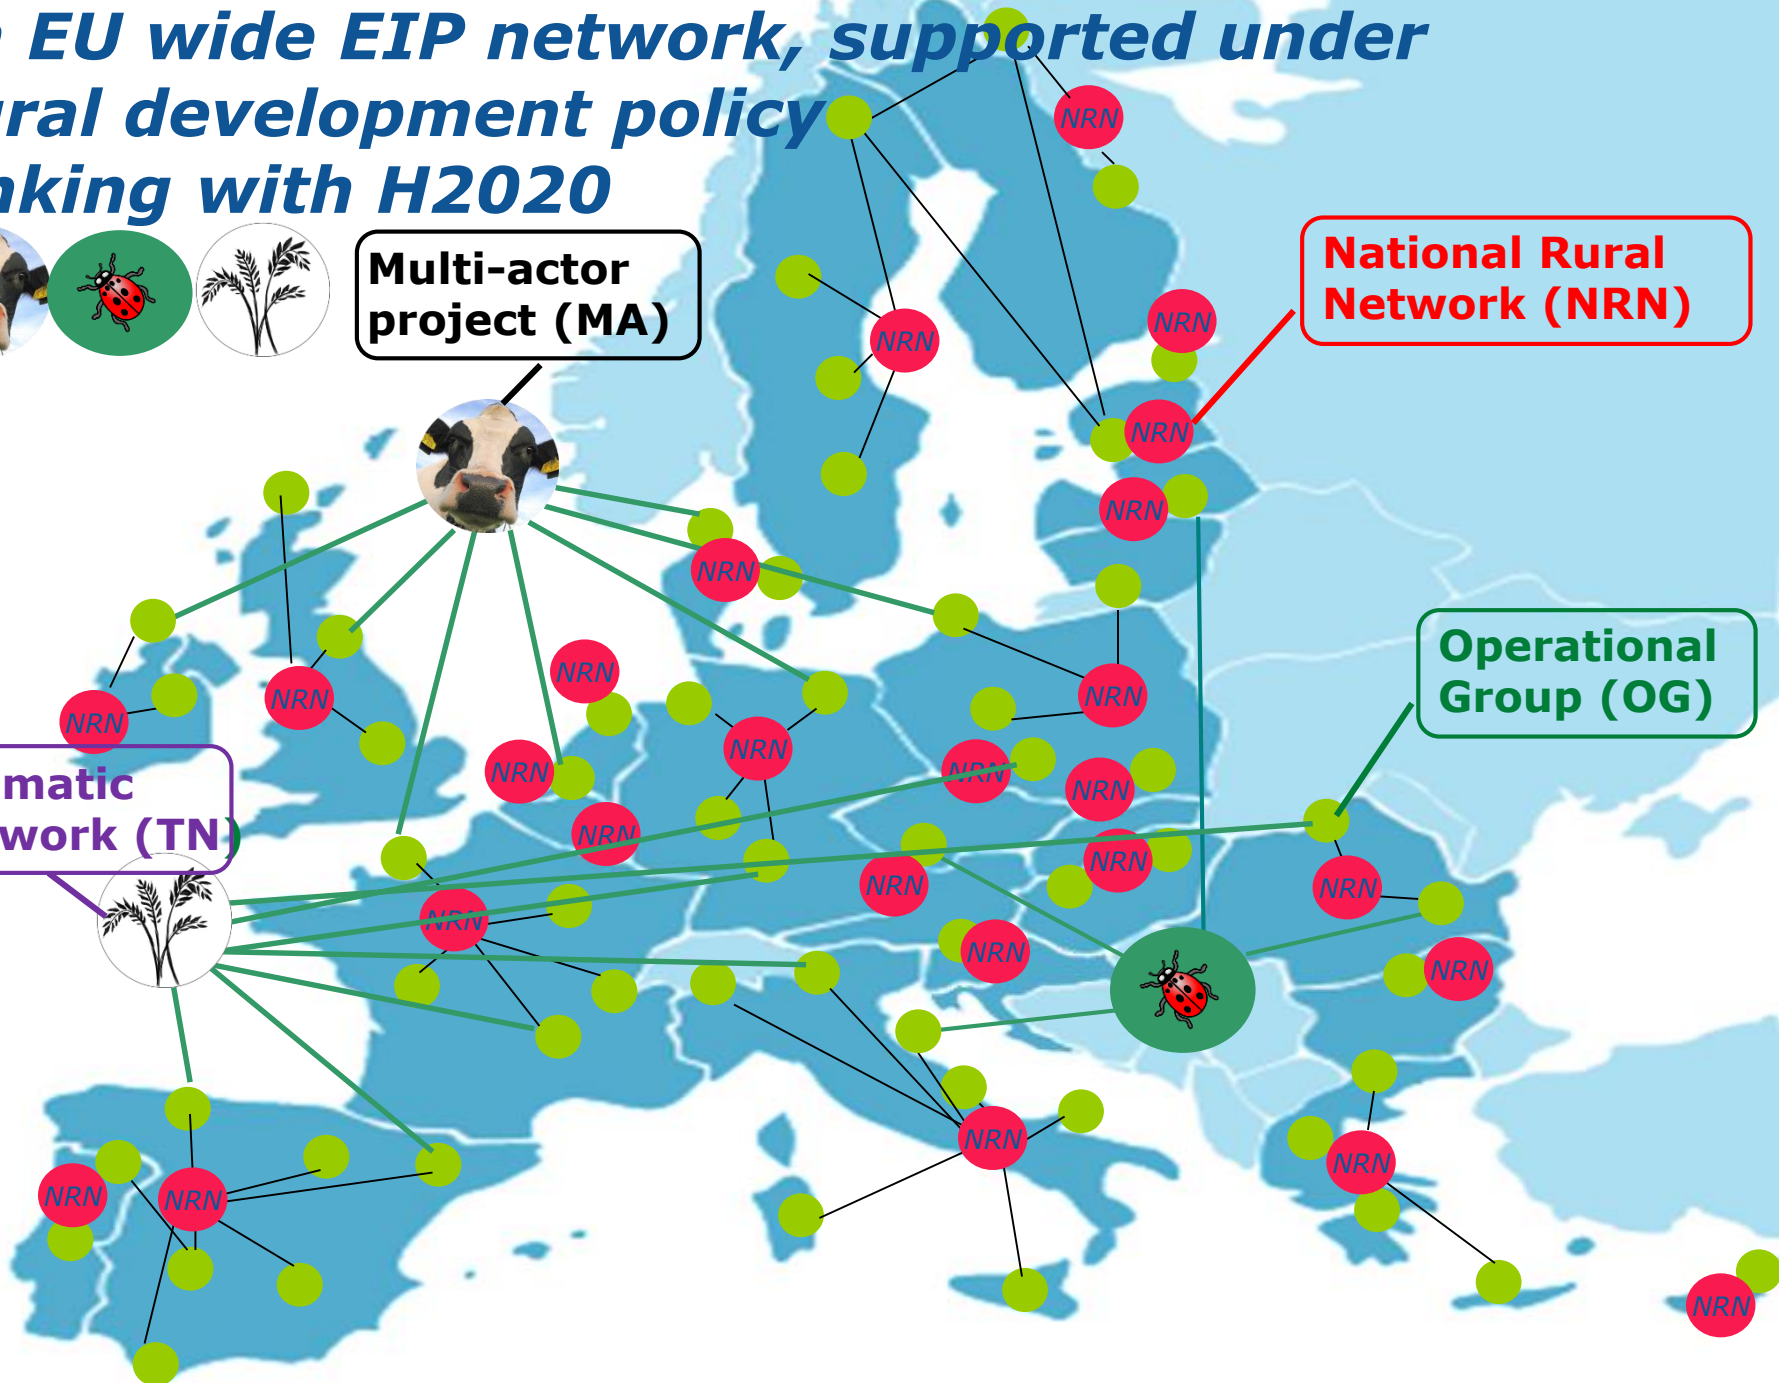 EU wide EIP network, supported under
ral development policy
nking with H2020
NRN
Multi-actor
project (MA)
National Rural
Network (NRN)
NRN
NRN
NRN
NRN
NRN
NRN
Operational
Group (OG)
NRN
NRN
NRN
NRN
NRN
NRN
NRN
matic
work (TN)
NRN
NRN
NRN
NRN
NRN
NRN
NRN
NRN
NRN
NRN
NRN
NRN